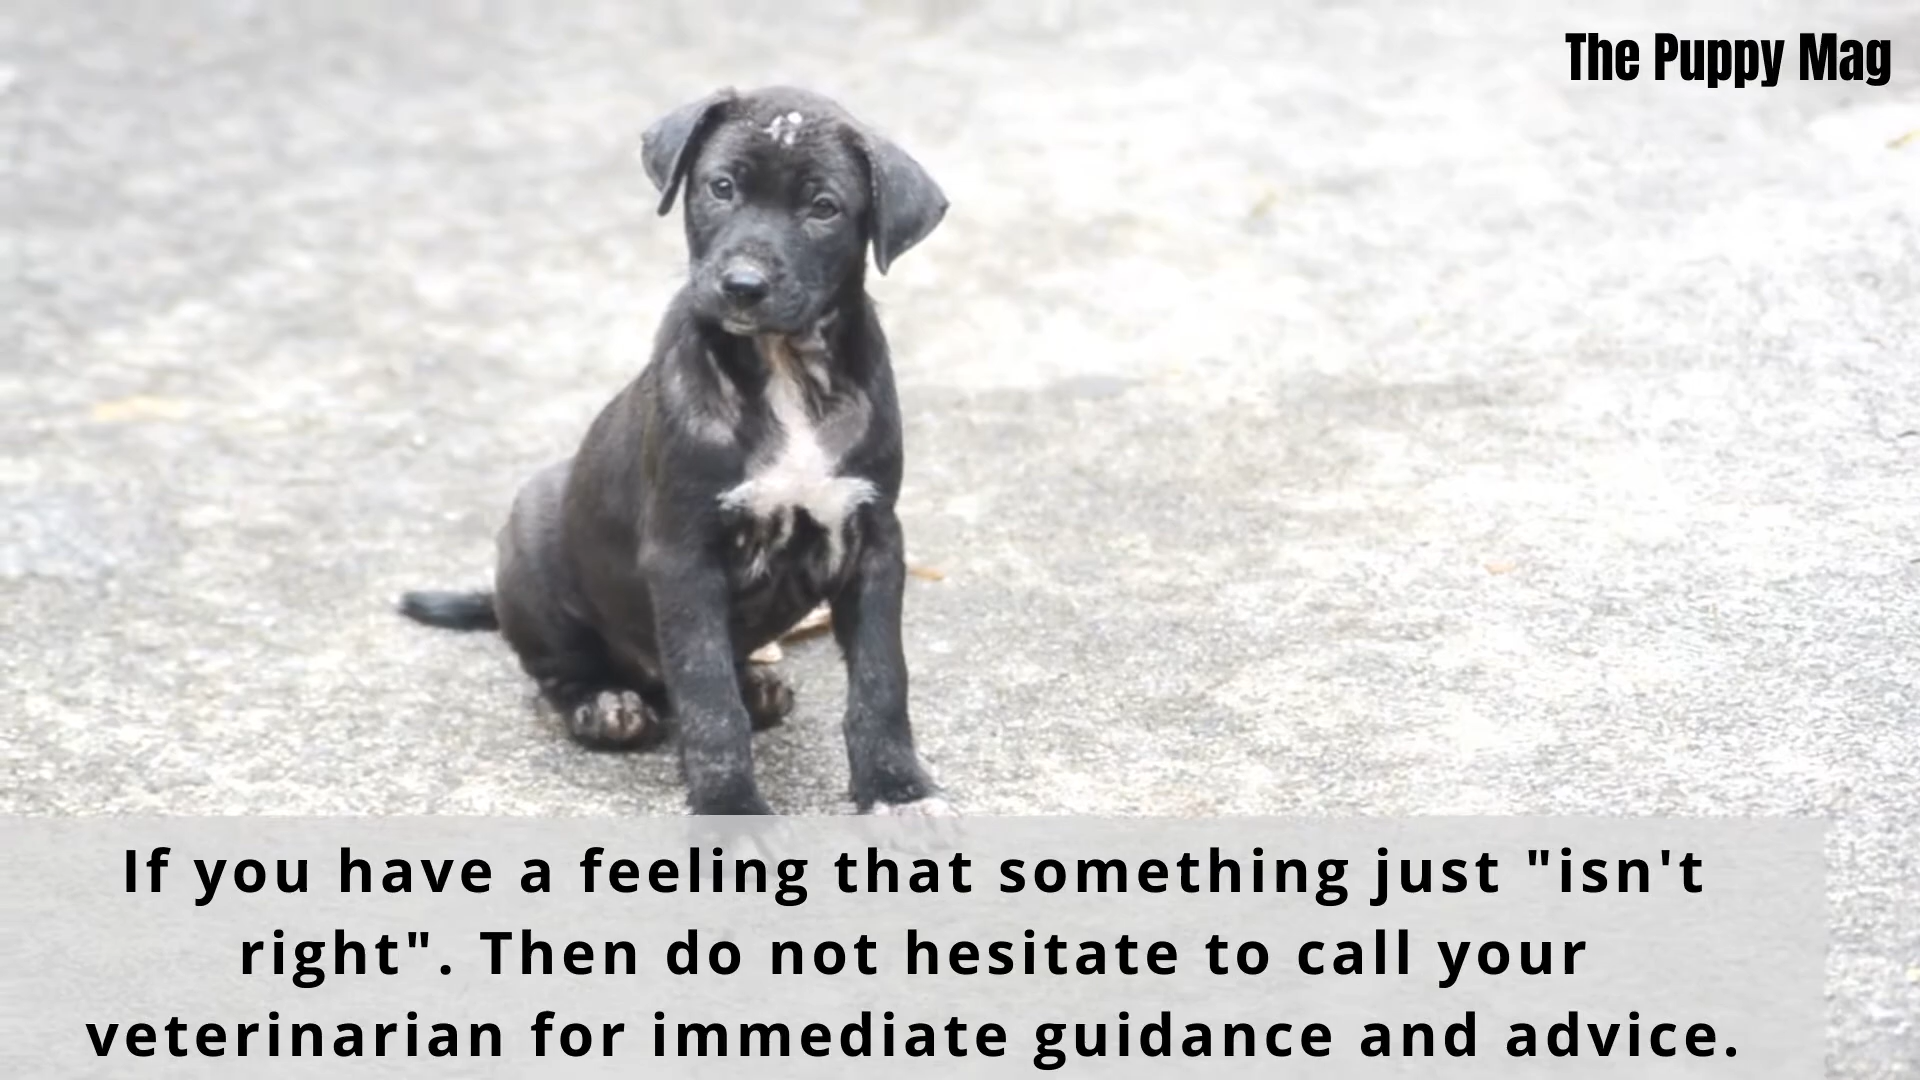 The Puppy Mag
If you have a feeling that something just "isn't
right". Then do not hesitate to call your
veterinarian for immediate guidance and advice.